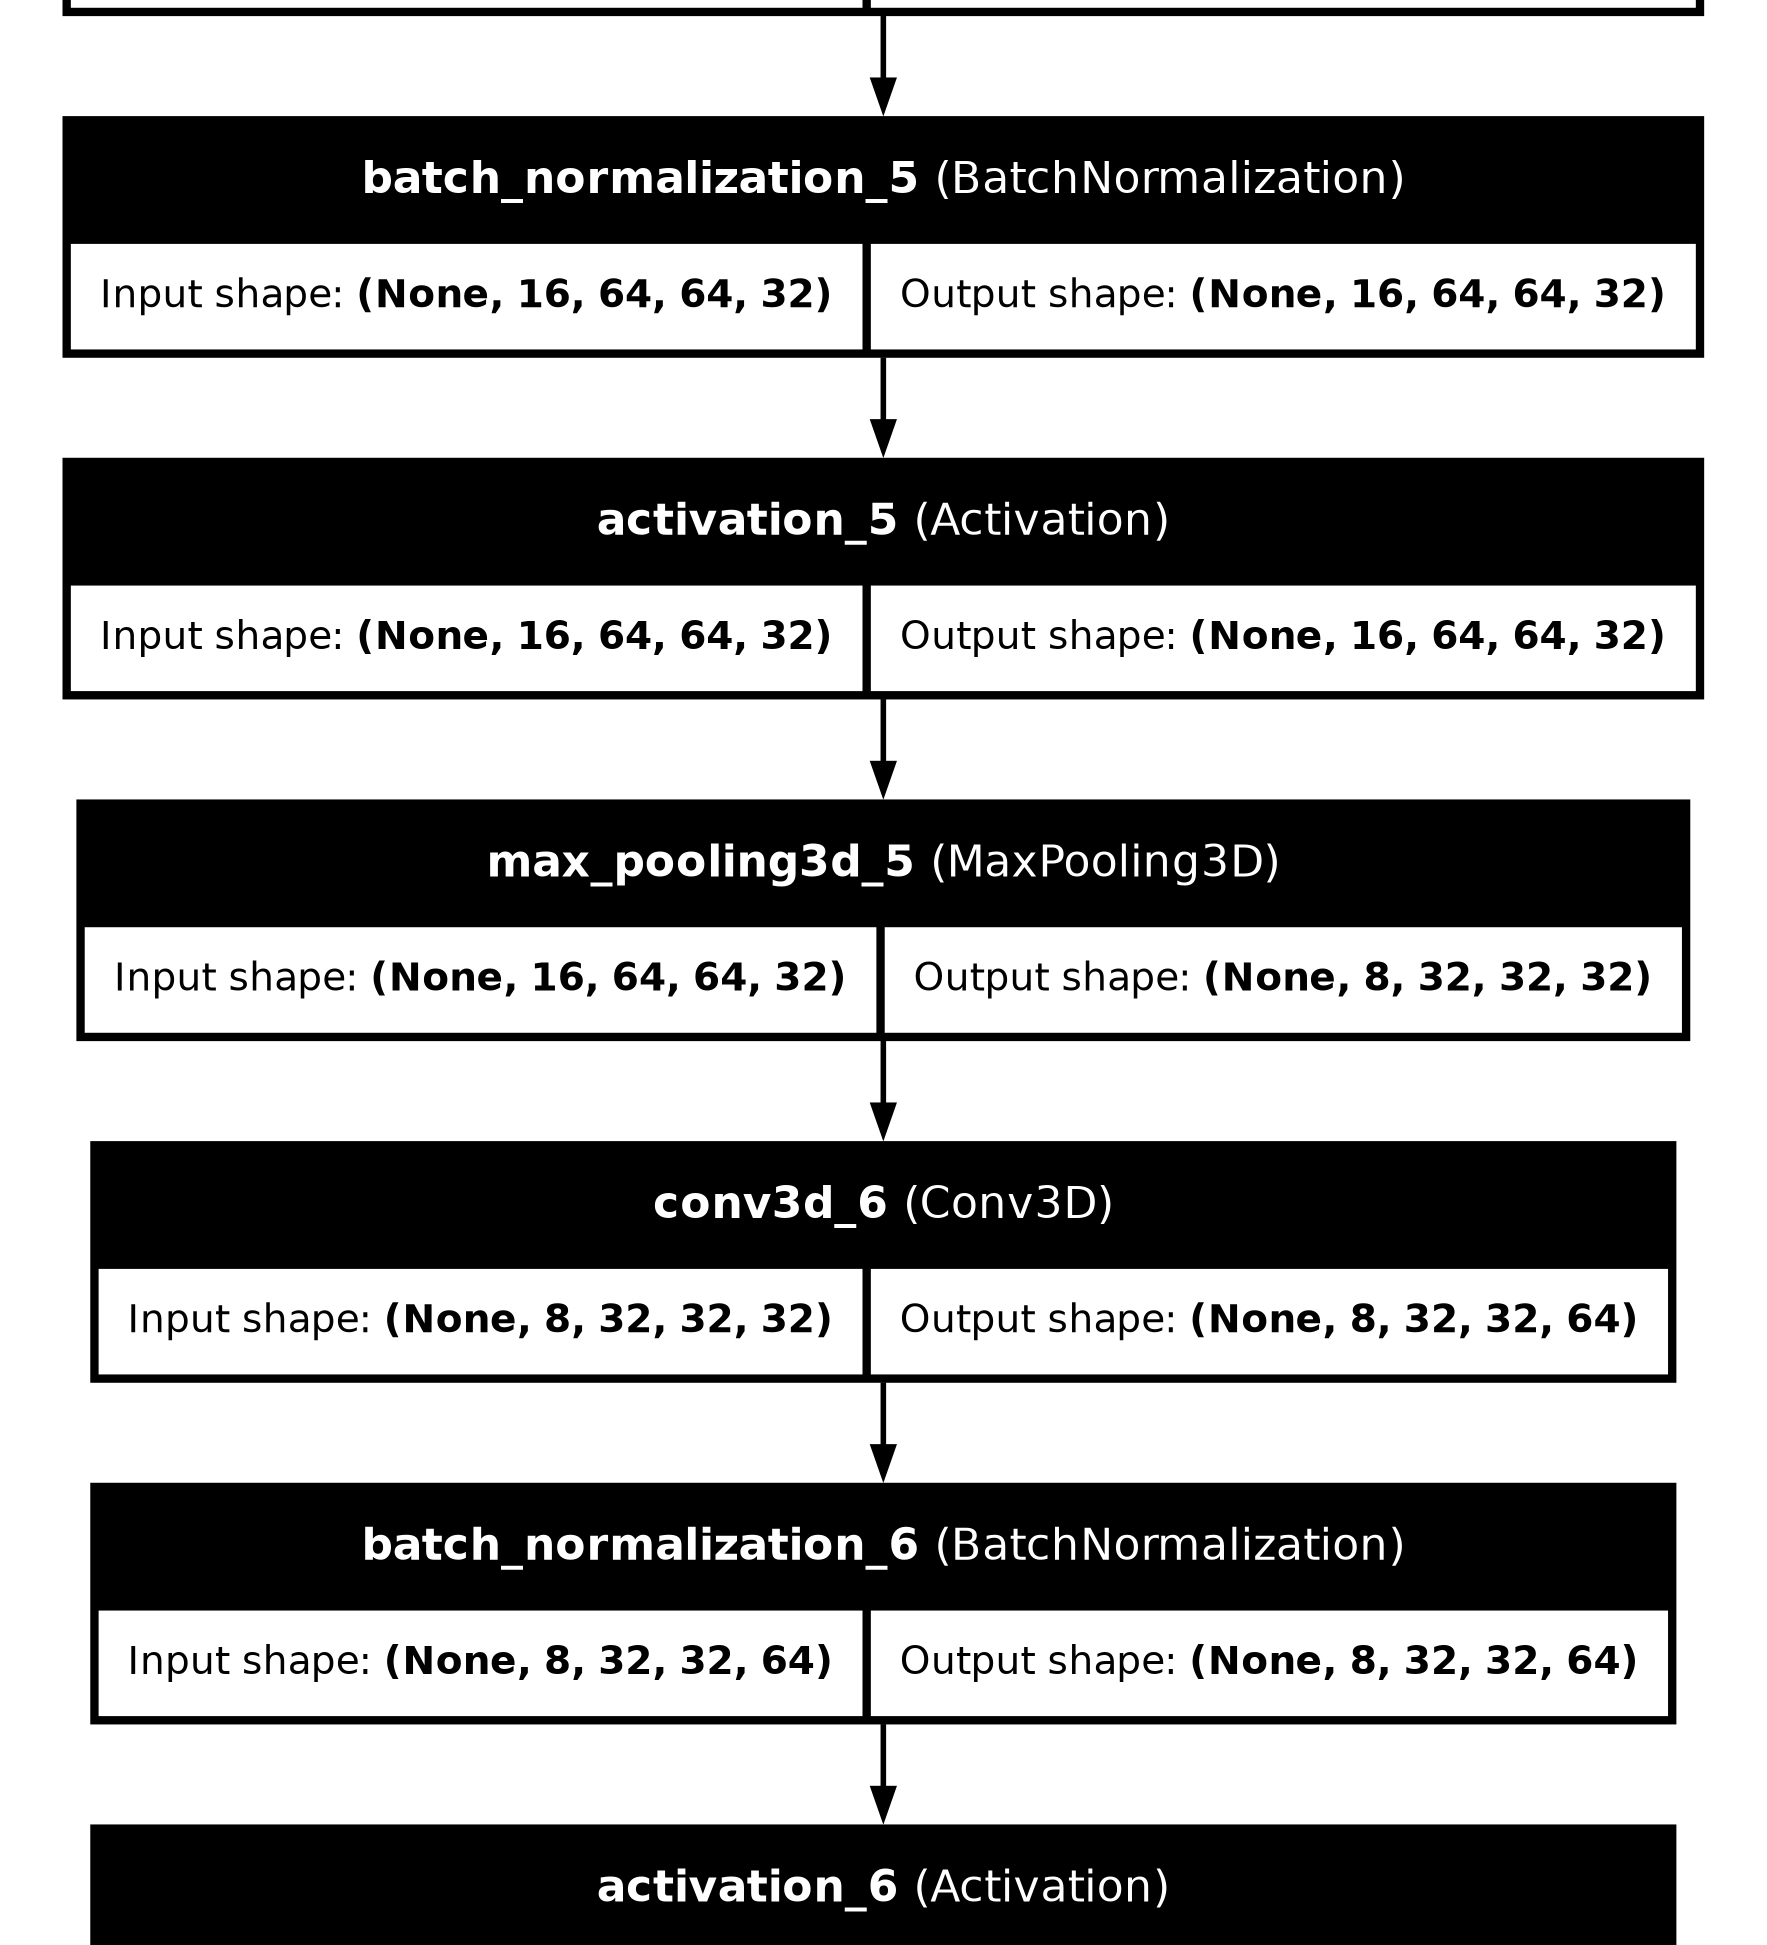 batch_normalization_5 (BatchNormalization)
Input shape: (None, 16, 64, 64, 32) Output shape: (None, 16, 64, 64, 32)
activation_5 (Activation)
Input shape: (None, 16, 64, 64, 32) Output shape: (None, 16, 64, 64, 32)
max_pooling3d_5 (MaxPooling3D)
Input shape: (None, 16, 64, 64, 32) Output shape: (None, 8, 32, 32, 32)
conv3d_6 (Conv3D)
Input shape: (None, 8, 32, 32, 32) Output shape: (None, 8, 32, 32, 64)
batch_normalization_6 (BatchNormalization)
Input shape: (None, 8, 32, 32, 64) Output shape: (None, 8, 32, 32, 64)
activation_6 (Activation)